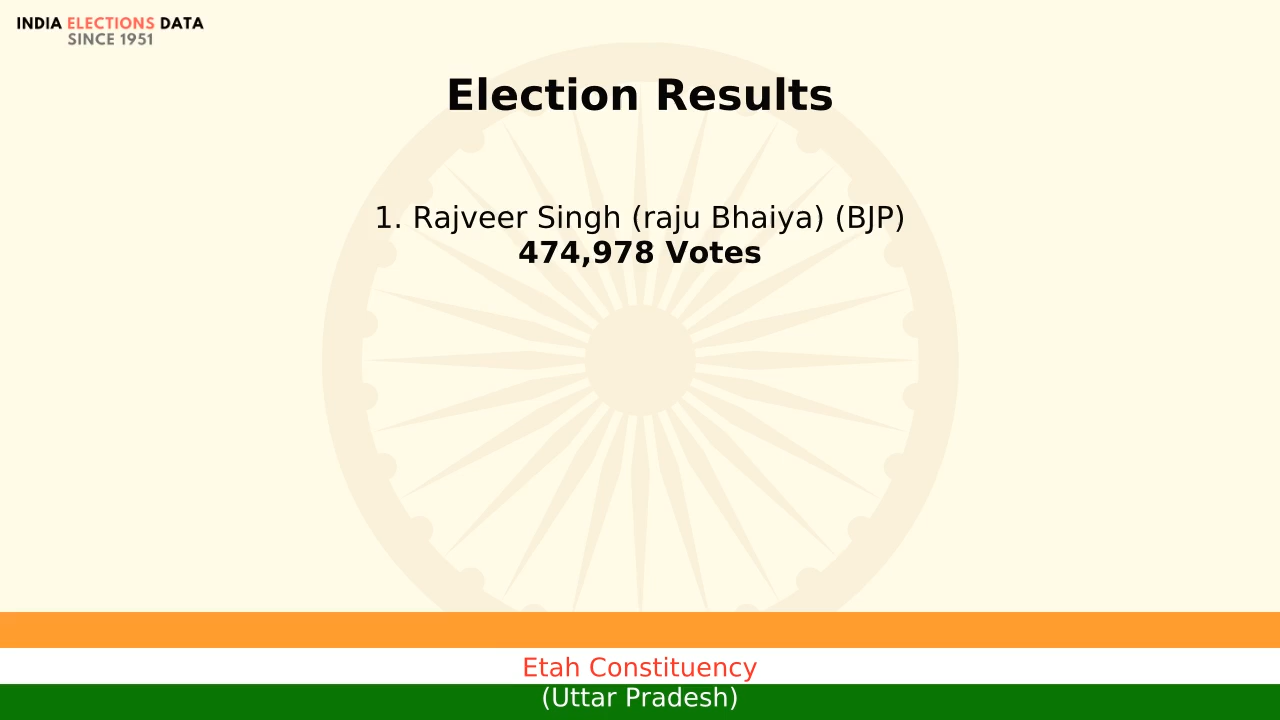 INDIA ELECTIONS DATA
SINCE 1951
Election Results
1. Rajveer Singh (raju Bhaiya) (BJP)
474,978 Votes
Etah Constituency
(Uttar Pradesh)